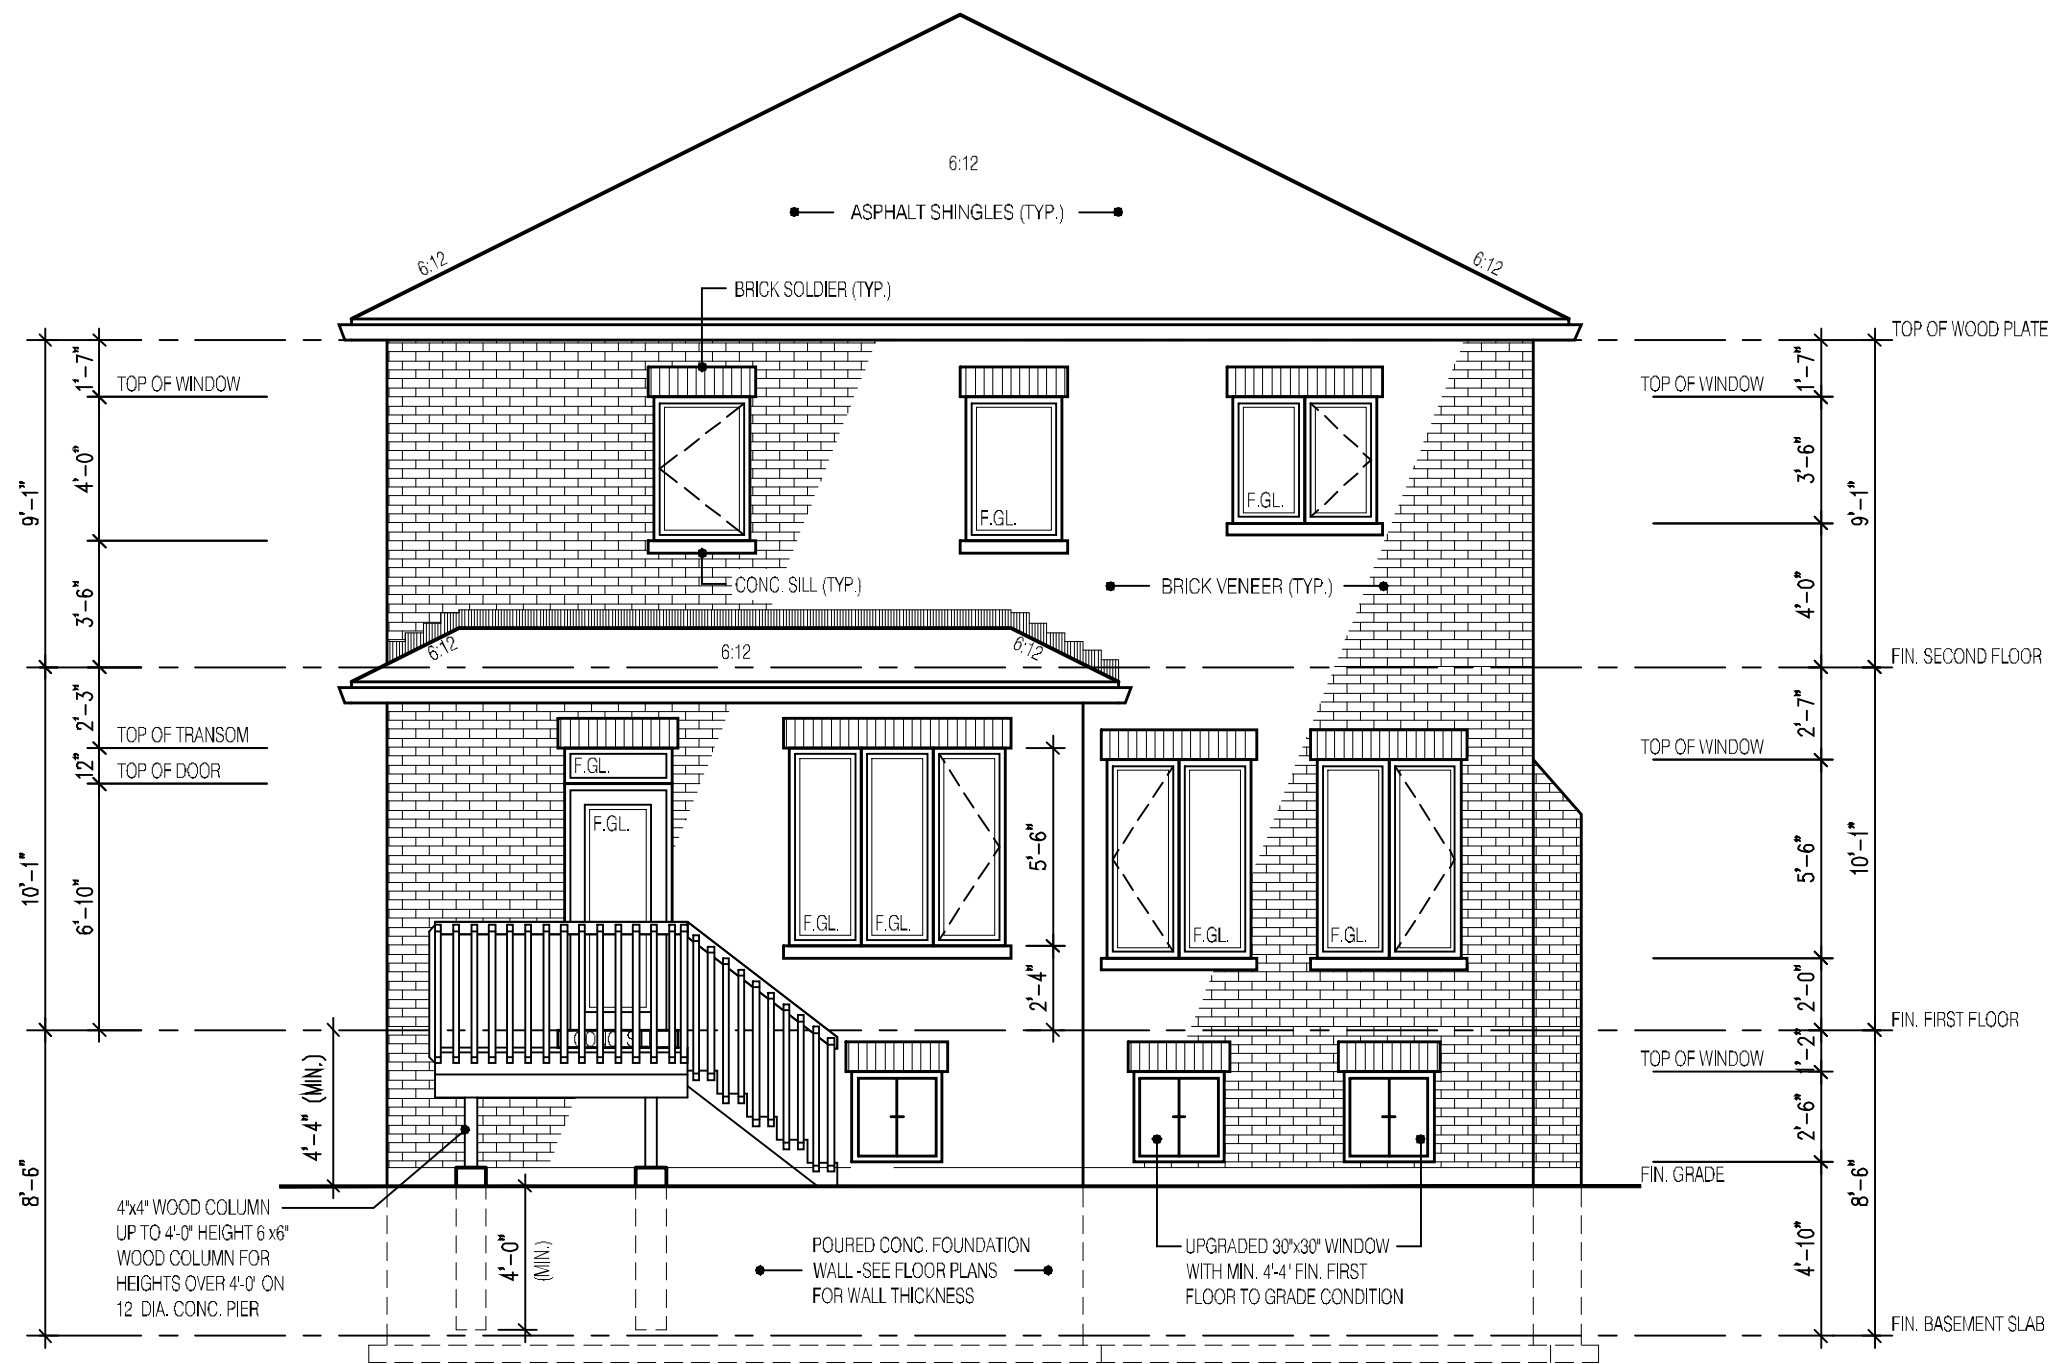 6:12
ASPHALT SHINGLES (TYP.)
6:12
6:12
BRICK SOLDIER (TYP.)
TOP OF WOOD PLATE
1'-7"
TOP OF WINDOW
TOP OF WINDOW
1'-7"
4'-0"
9'-1"
3'-6"
9'-1"
F.GL.
F.GL.
CONC. SILL (TYP.)
BRICK VENEER (TYP.)
3'-6"
4'-0"
6:12
6:12
6:12
FIN. SECOND FLOOR
2'-3"
2'-7"
TOP OF TRANSOM
TOP OF WINDOW
12"
TOP OF DOOR
F.GL.
F.GL.
5'-6"
5'-6"
10'-1"
10'-1"
6'-10"
F.GL.
F.GL.
F.GL.
F.GL.
2'-4"
2'-0"
FIN. FIRST FLOOR
1'-2"
TOP OF WINDOW
4'-4" (MIN.)
2'-6"
FIN. GRADE
8'-6"
8'-6"
4"x4" WOOD COLUMN
UP TO 4'-0" HEIGHT 6 x6"
WOOD COLUMN FOR
HEIGHTS OVER 4'-0' ON
12 DIA. CONC. PIER
4'-0"
(MIN.)
POURED CONC. FOUNDATION
WALL -SEE FLOOR PLANS
FOR WALL THICKNESS
UPGRADED 30"x30" WINDOW
WITH MIN. 4'-4' FIN. FIRST
FLOOR TO GRADE CONDITION
4'-10"
FIN. BASEMENT SLAB